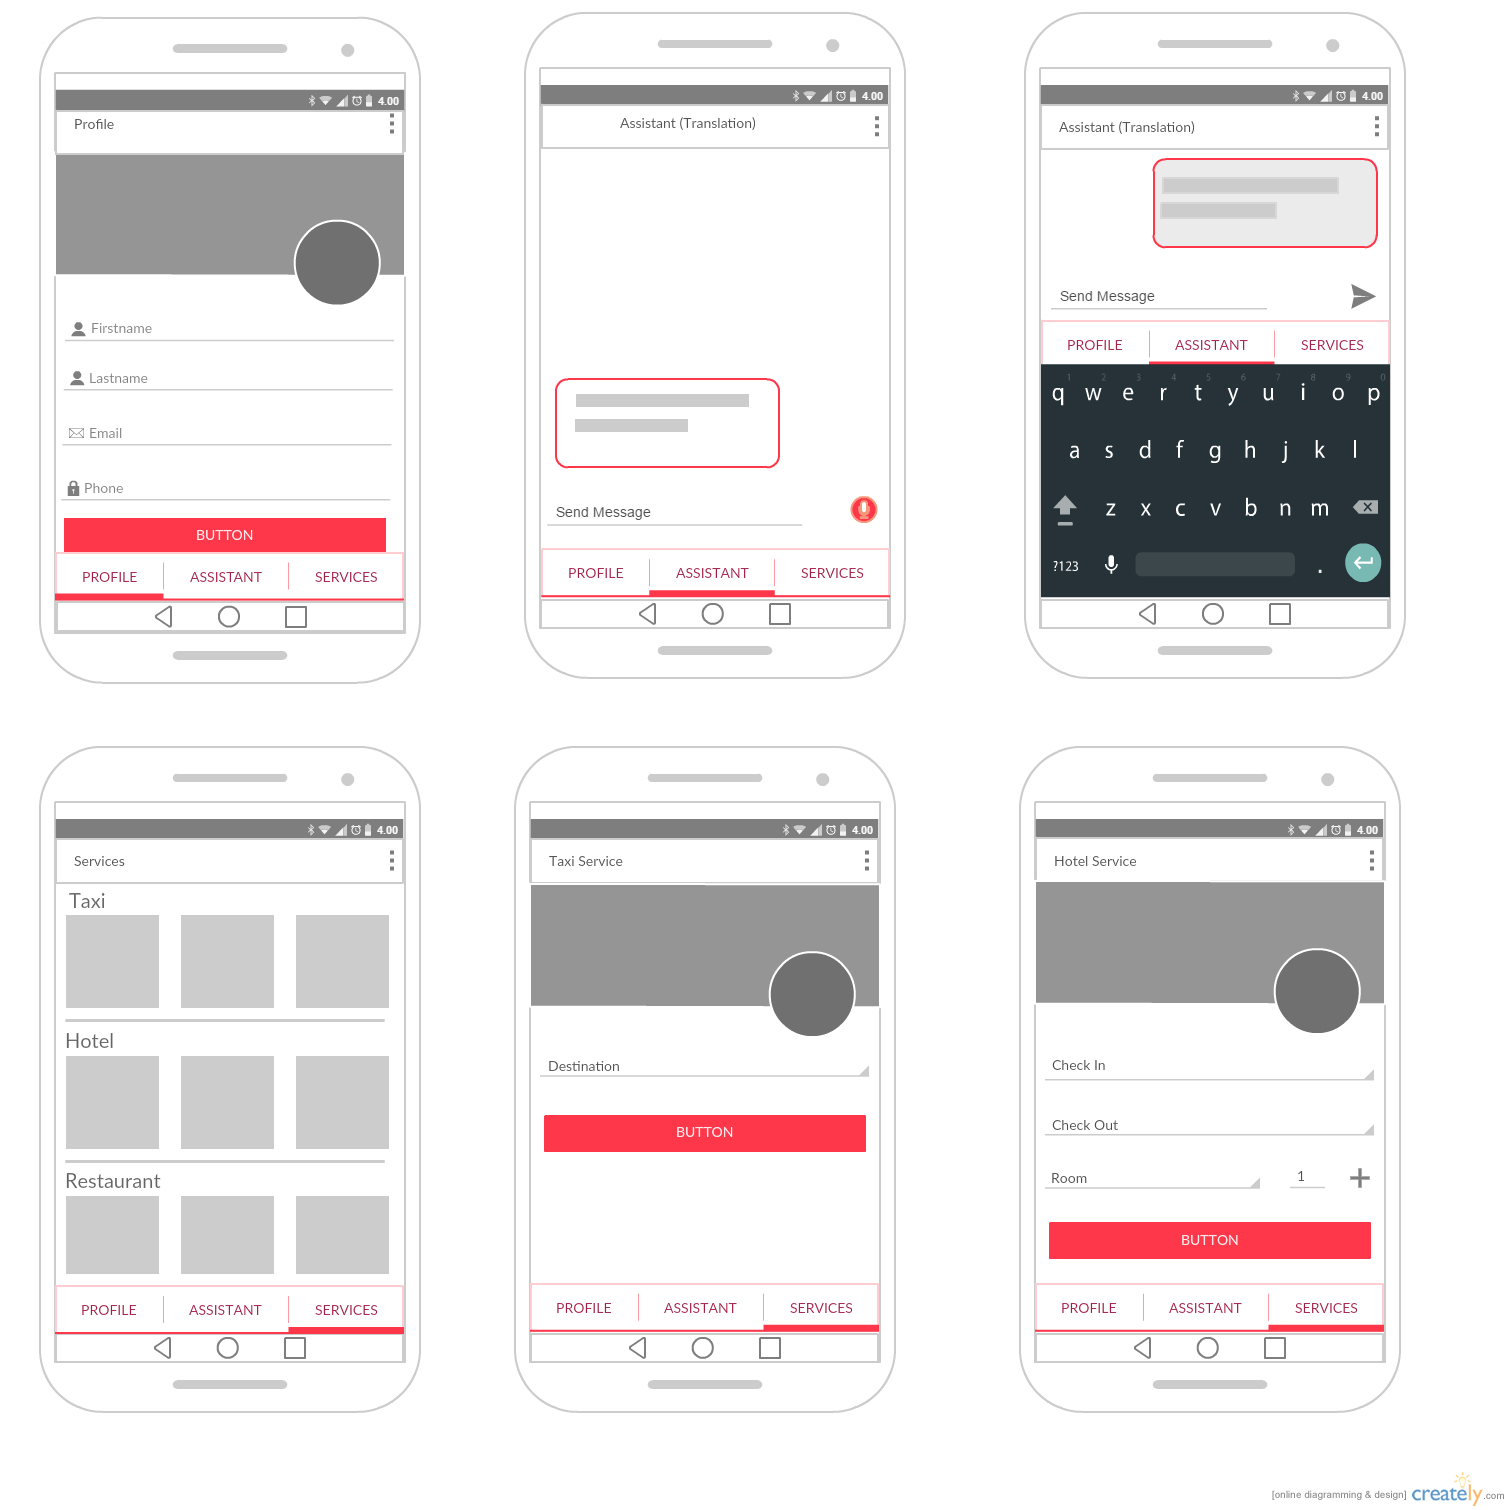 4.00
Profile
Firstname
Lastname
Email
Phone
BUTTON
PROFILE ASSISTANT SERVICES
4.00
Assistant (Translation)
Send Message
PROFILE ASSISTANT SERVICES
4.00
Assistant (Translation)
Send Message
PROFILE ASSISTANT SERVICES
1 2 3 4 5 6 7 8 9 0
q w e r t y u i o p
a s d f g h j k l
z x c v b n m
?123 .
4.00
Services
Taxi
Hotel
Restaurant
PROFILE ASSISTANT SERVICES
4.00
Taxi Service
Destination
BUTTON
PROFILE ASSISTANT SERVICES
4.00
Hotel Service
Check In
Check Out
Room 1
BUTTON
PROFILE ASSISTANT SERVICES
[online diagramming & design] creately.com